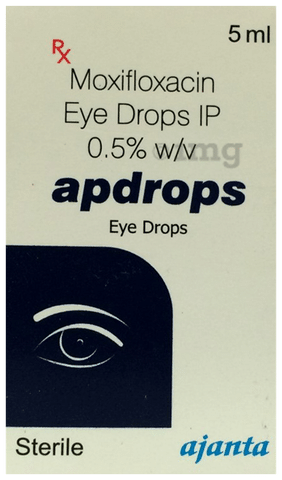 5 ml
Rx
Moxifloxacin
Eye Drops IP
0.5% w/v
apdrops
Eye Drops
Sterile
ajanta